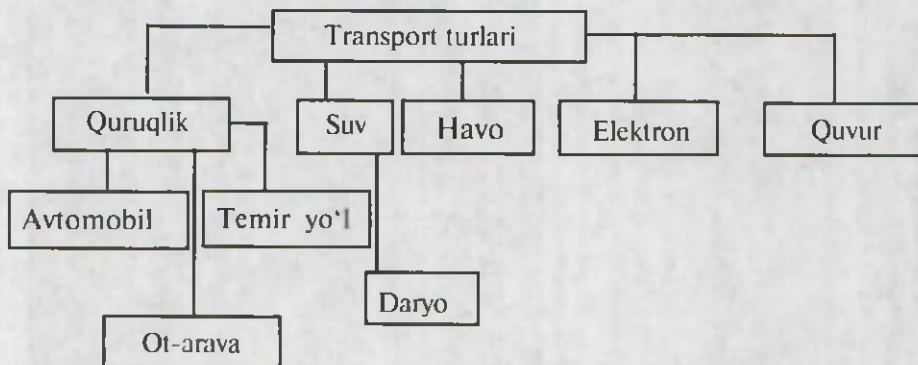 Transport turlari
Quruqlik
Suv
Havo
Elektron
Quvur
Avtomobil
Temir yo‘l
Daryo
Ot-arava